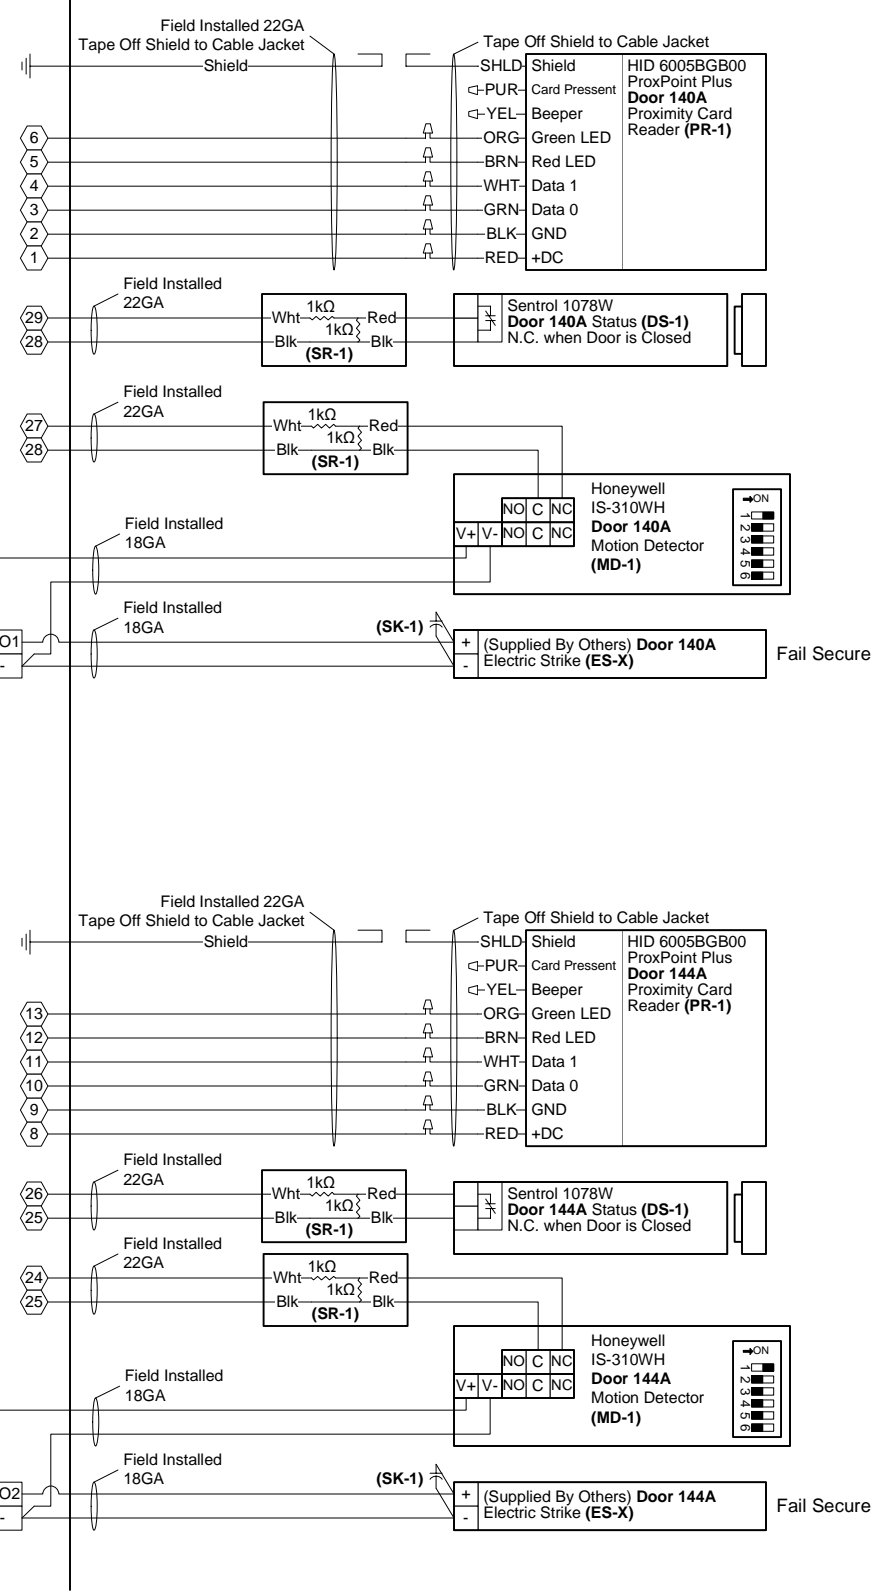 Field Installed 22GA
Tape Off Shield to Cable Jacket
Tape Off Shield to Cable Jacket
Shield
SHLD Shield
PUR Card Pressent
YEL Beeper
6 ORG Green LED
5 BRN Red LED
4 WHT Data 1
3 GRN Data 0
2 BLK GND
1 RED +DC
HID 6005BGB00
ProxPoint Plus
Door 140A
Proximity Card
Reader (PR-1)
Field Installed
22GA
29 Wht 1kΩ Red
28 Blk 1kΩ Blk
(SR-1)
Sentrol 1078W
Door 140A Status (DS-1)
N.C. when Door is Closed
Field Installed
22GA
27 Wht 1kΩ Red
28 Blk 1kΩ Blk
(SR-1)
NO C NC
V+ V- NO C NC
Honeywell
IS-310WH
Door 140A
Motion Detector
(MD-1)
ON
1
2
3
4
5
6
Field Installed
18GA
Field Installed
18GA
O1
-
(SK-1)
+
-
(Supplied By Others) Door 140A
Electric Strike (ES-X)
Fail Secure
Field Installed 22GA
Tape Off Shield to Cable Jacket
Tape Off Shield to Cable Jacket
Shield
SHLD Shield
PUR Card Pressent
YEL Beeper
13 ORG Green LED
12 BRN Red LED
11 WHT Data 1
10 GRN Data 0
9 BLK GND
8 RED +DC
HID 6005BGB00
ProxPoint Plus
Door 144A
Proximity Card
Reader (PR-1)
Field Installed
22GA
26 Wht 1kΩ Red
25 Blk 1kΩ Blk
(SR-1)
Sentrol 1078W
Door 144A Status (DS-1)
N.C. when Door is Closed
Field Installed
22GA
24 Wht 1kΩ Red
25 Blk 1kΩ Blk
(SR-1)
NO C NC
V+ V- NO C NC
Honeywell
IS-310WH
Door 144A
Motion Detector
(MD-1)
ON
1
2
3
4
5
6
Field Installed
18GA
Field Installed
18GA
O2
-
(SK-1)
+
-
(Supplied By Others) Door 144A
Electric Strike (ES-X)
Fail Secure